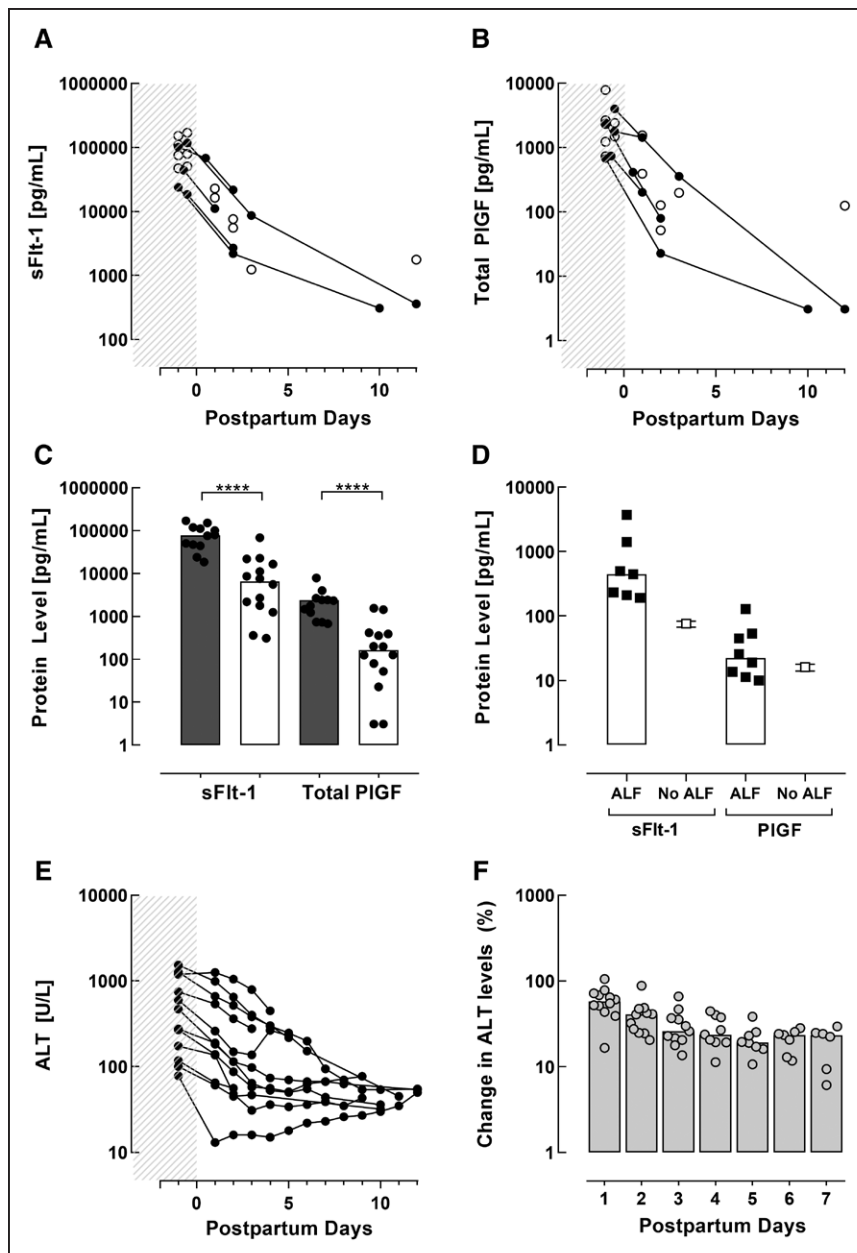 A
sFlt-1 [pg/mL]
1000000
100000
10000
1000
100
0 5 10
Postpartum Days
B
Total PlGF [pg/mL]
10000
1000
100
10
1
0 5 10
Postpartum Days
C
Protein Level [pg/mL]
1000000
100000
10000
1000
100
10
1
**** ****
sFlt-1 Total PlGF
D
Protein Level [pg/mL]
10000
1000
100
10
1
ALF No ALF ALF No ALF
sFlt-1 PlGF
E
ALT [U/L]
10000
1000
100
10
0 5 10
Postpartum Days
F
Change in ALT levels (%)
1000
100
10
1
1 2 3 4 5 6 7
Postpartum Days